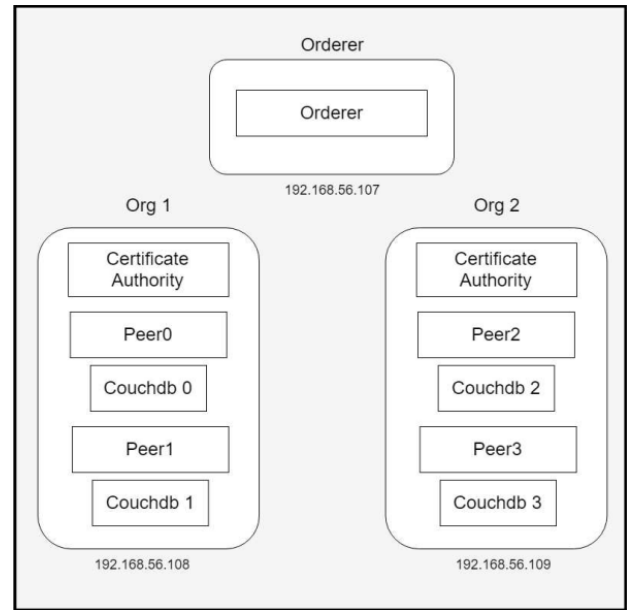 Orderer
Orderer
192.168.56.107
Org 1
Certificate
Authority
Peer0
Couchdb 0
Peer1
Couchdb 1
192.168.56.108
Org 2
Certificate
Authority
Peer2
Couchdb 2
Peer3
Couchdb 3
192.168.56.109